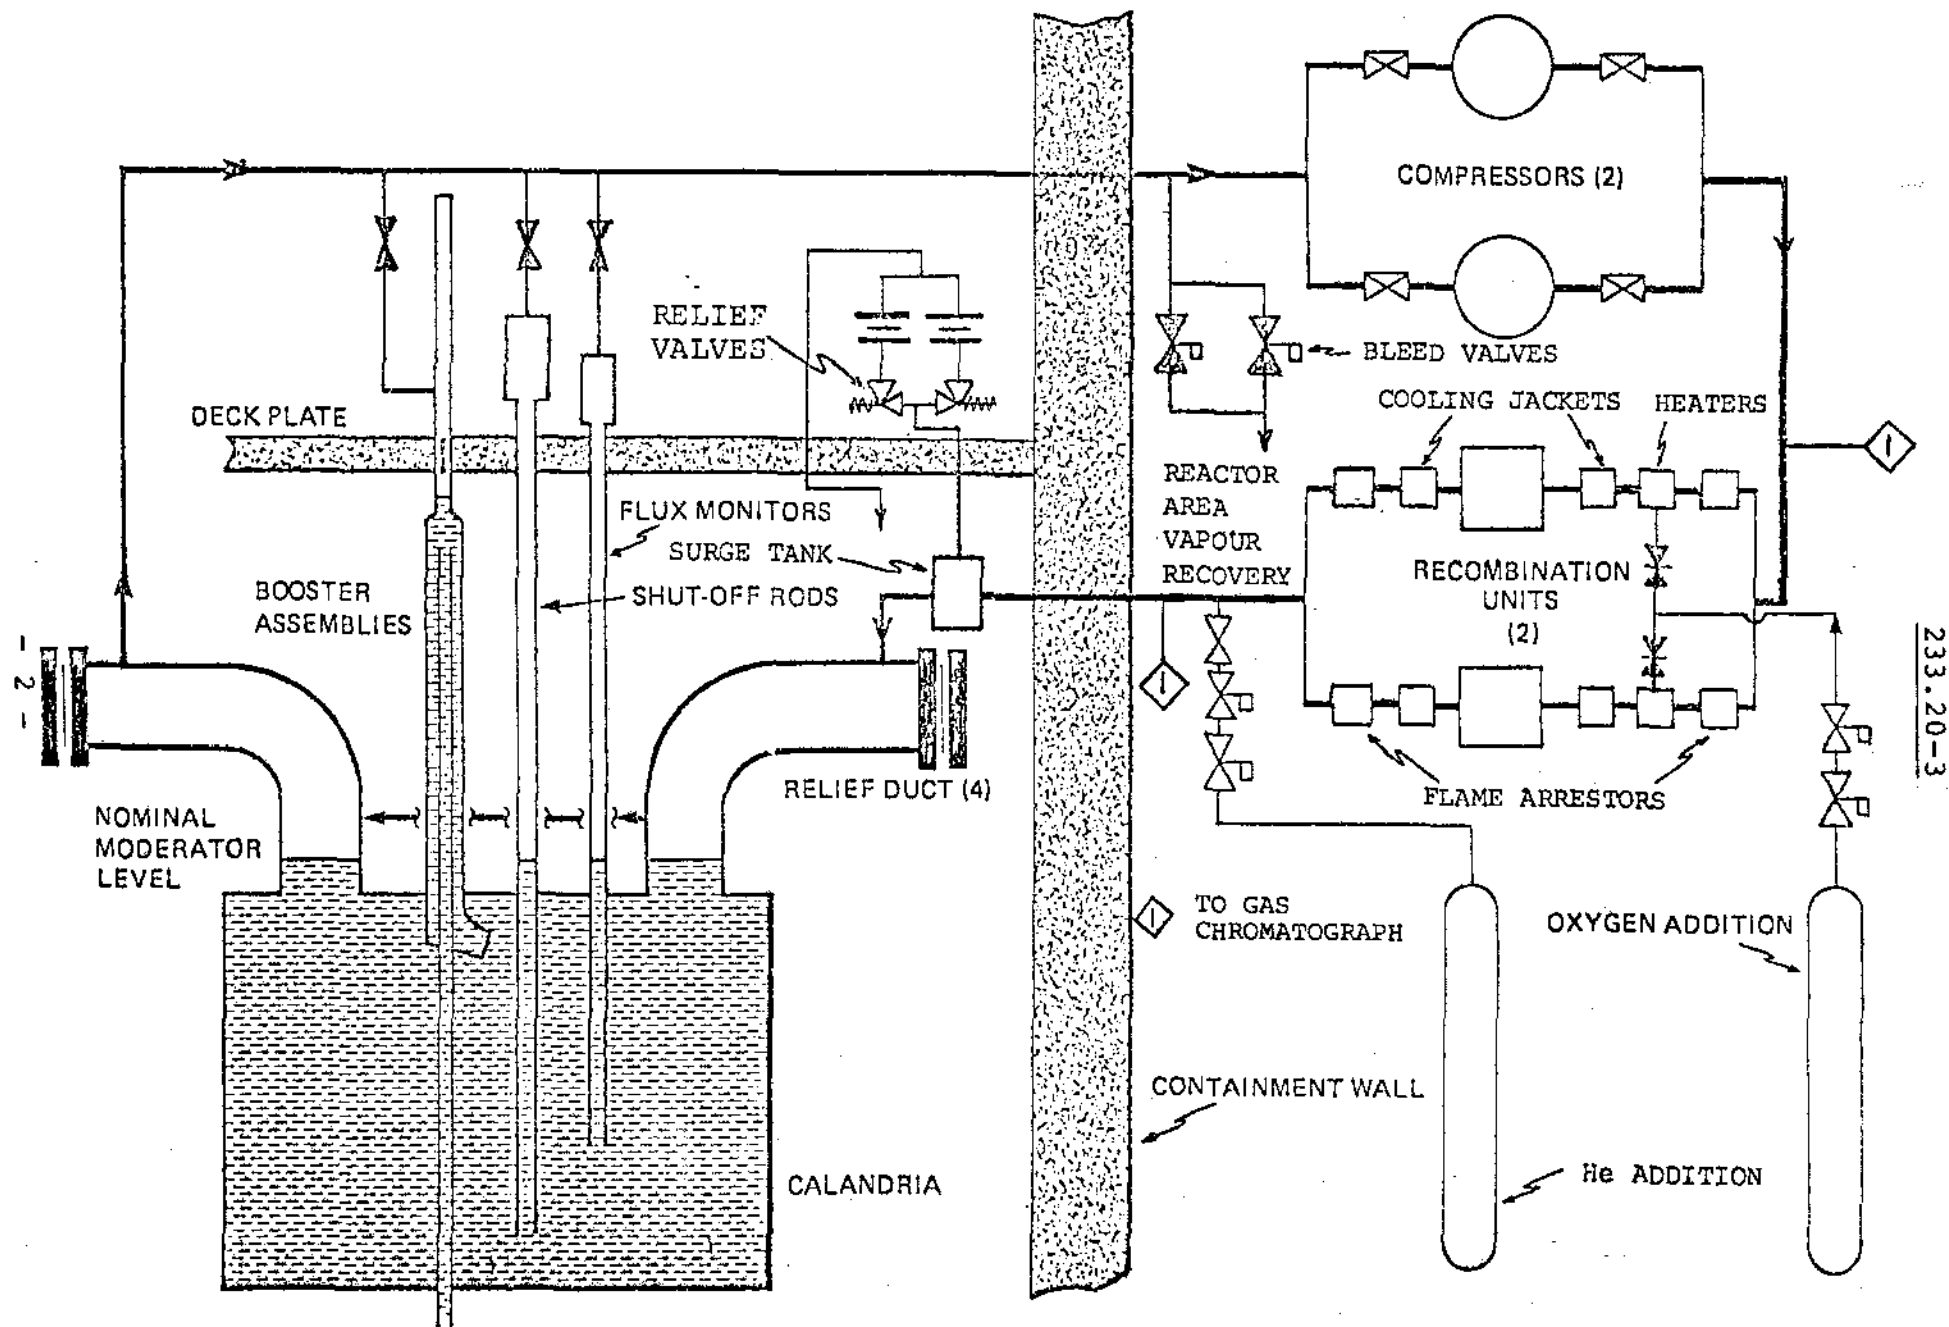 COMPRESSORS (2)
RELIEF
VALVES
BLEED VALVES
COOLING JACKETS
HEATERS
DECK PLATE
REACTOR
AREA
VAPOUR
RECOVERY
FLUX MONITORS
SURGE TANK
SHUT-OFF RODS
BOOSTER
ASSEMBLIES
RECOMBINATION
UNITS
(2)
- 2 -
233.20-3
RELIEF DUCT (4)
FLAME ARRESTORS
NOMINAL
MODERATOR
LEVEL
TO GAS
CHROMATOGRAPH
OXYGEN ADDITION
CONTAINMENT WALL
He ADDITION
CALANDRIA